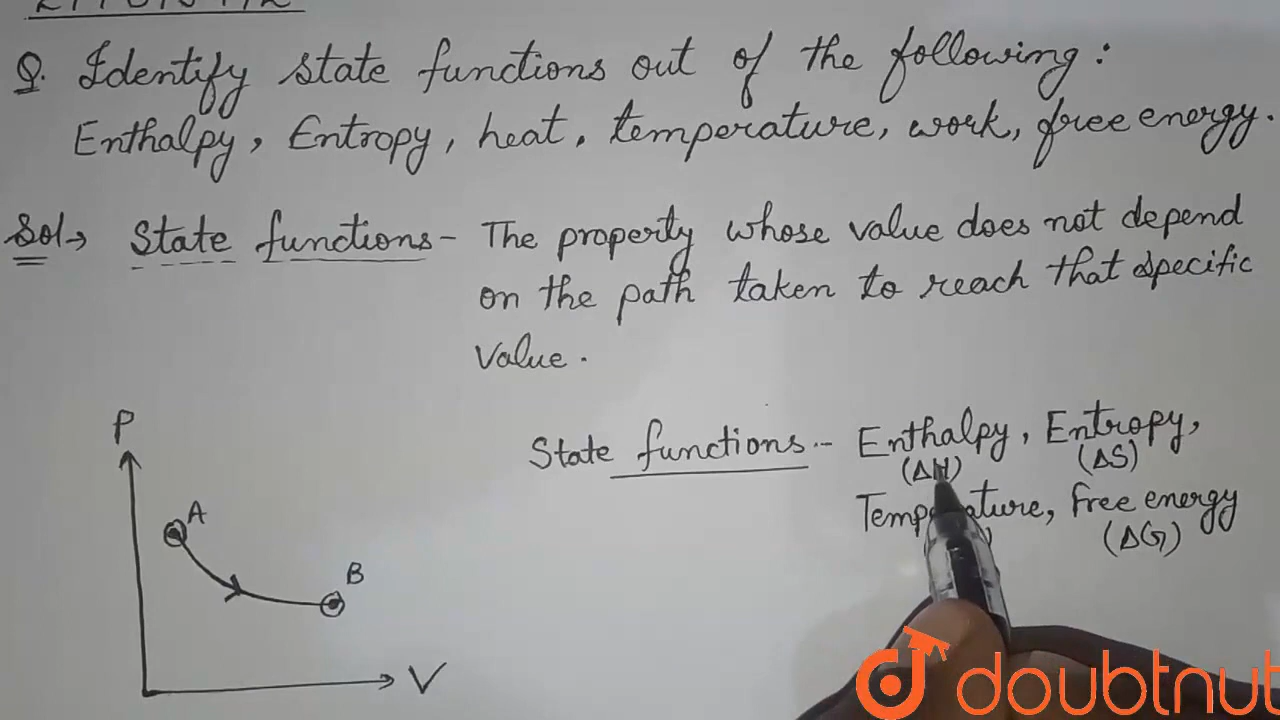 Q. Identify state functions out of the following:
Enthalpy, Entropy, heat, temperature, work, free energy.
Sol→ State functions - The property whose value does not depend
on the path taken to reach that specific
value.
State functions:- Enthalpy, Entropy,
(ΔH) (ΔS)
Temperature, Free energy
(ΔG)
P
A
B
V
doubtnut